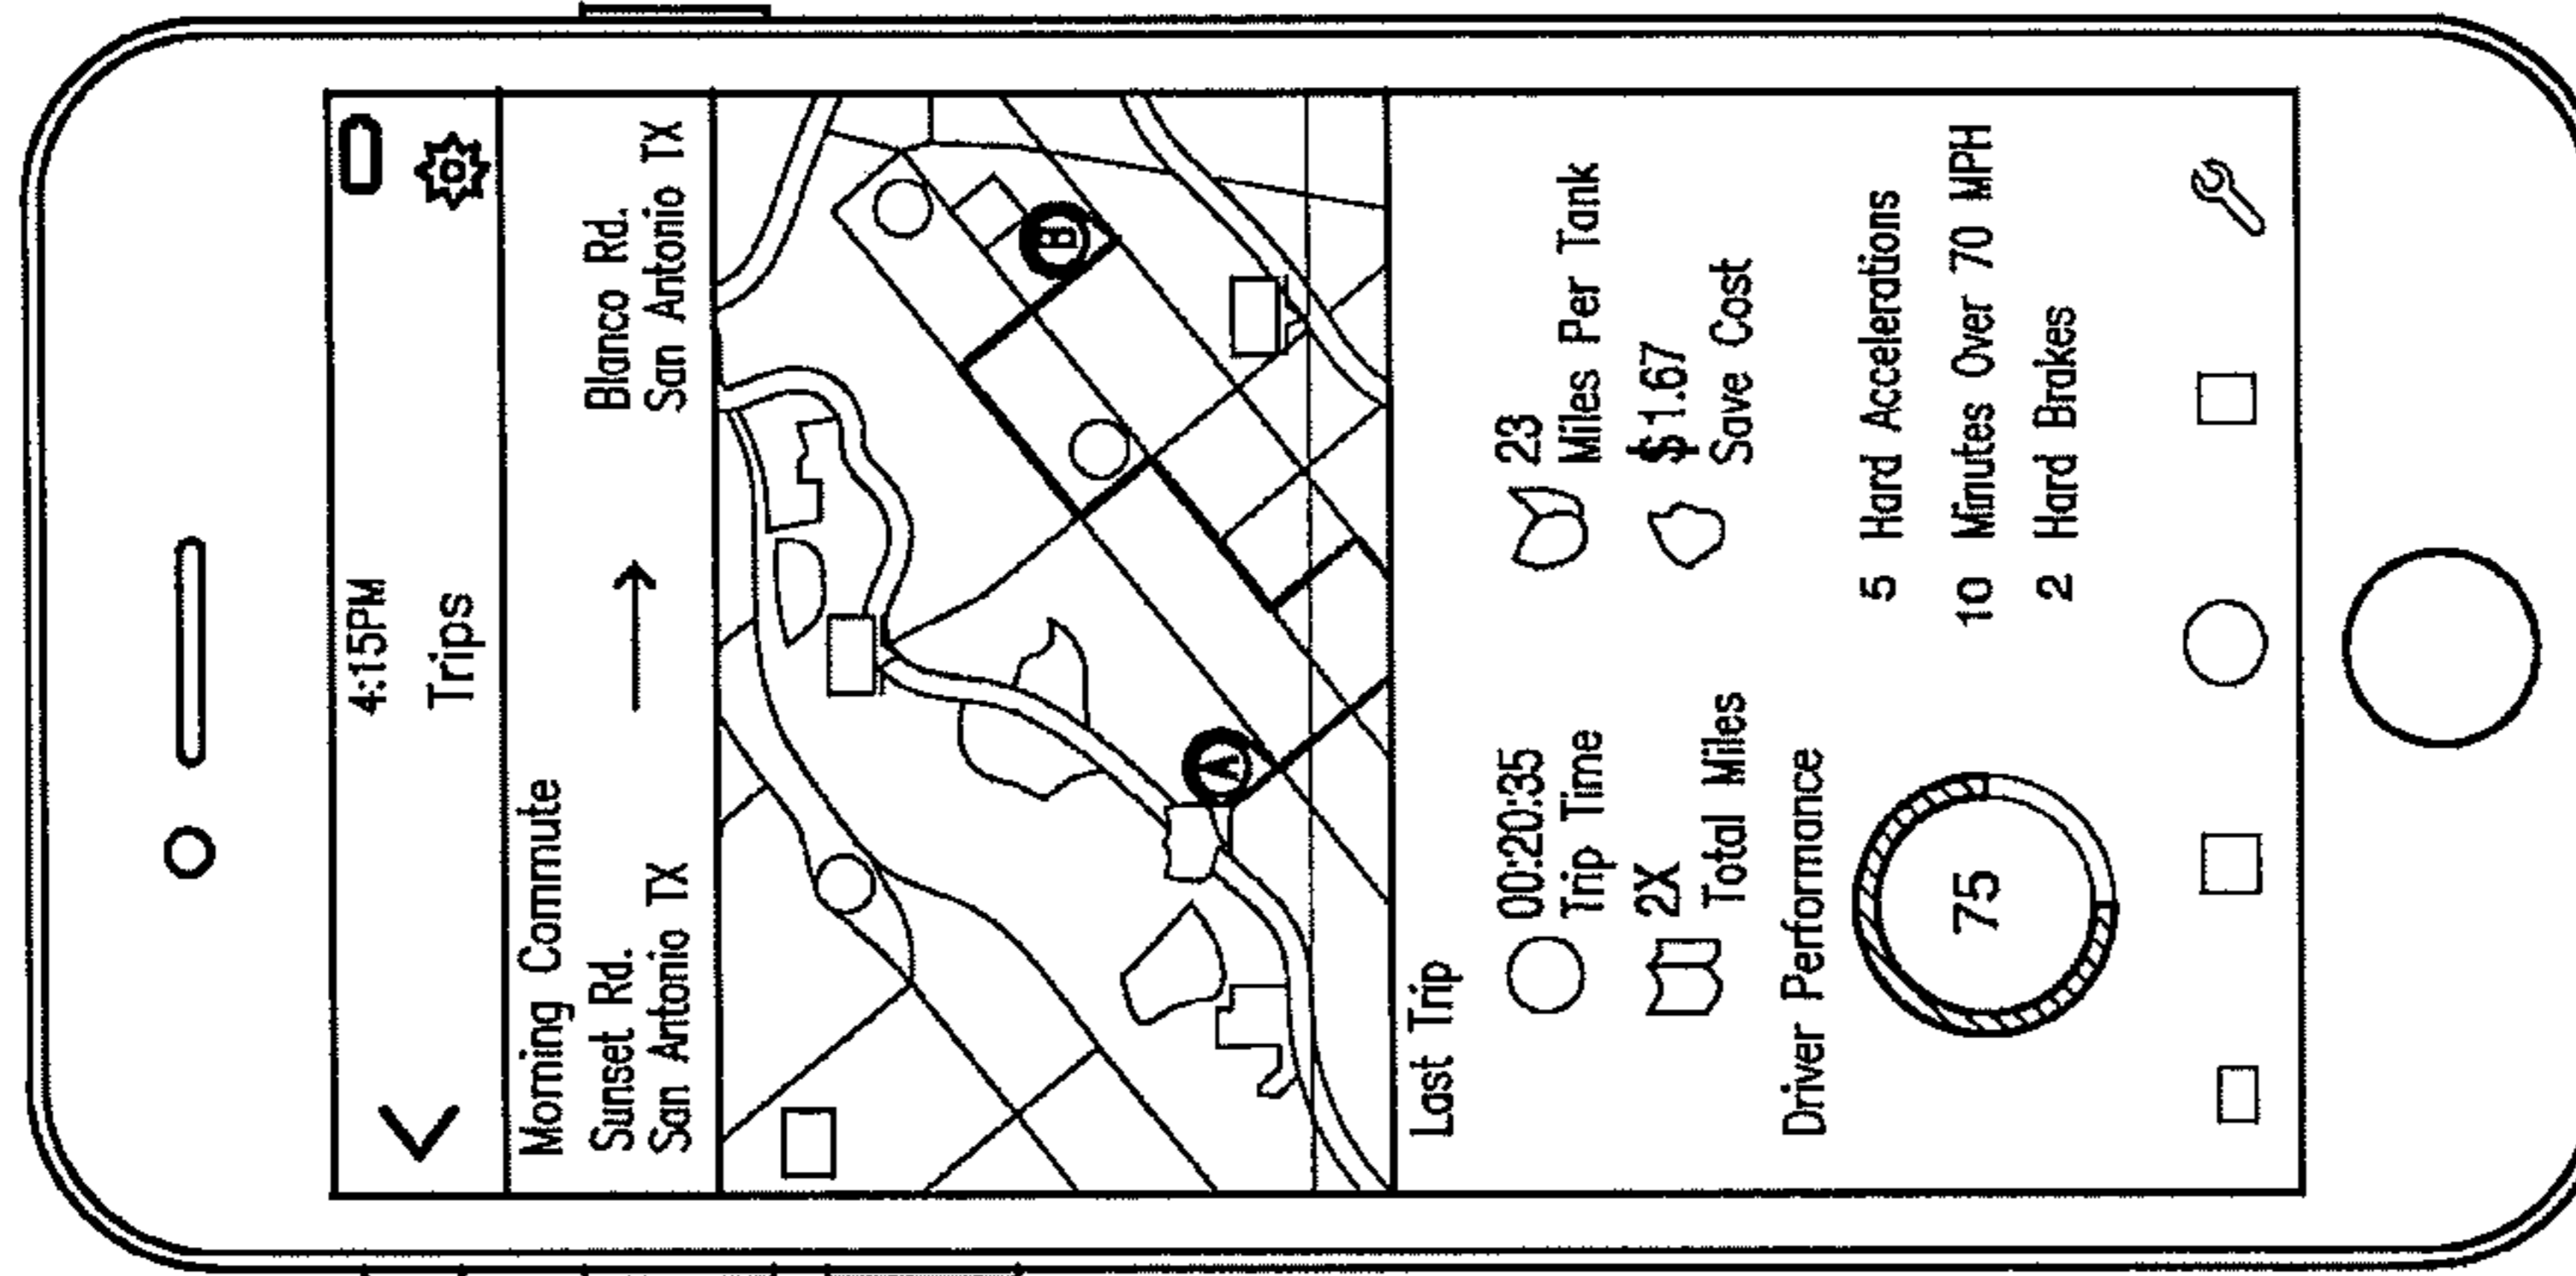 4:15PM
Trips
Morning Commute
Sunset Rd.
San Antonio TX
Blanco Rd.
San Antonio TX
B
A
Last Trip
00:20:35
Trip Time
23
Miles Per Tank
2X
Total Miles
$1.67
Save Cost
Driver Performance
75
5 Hard Accelerations
10 Minutes Over 70 MPH
2 Hard Brakes